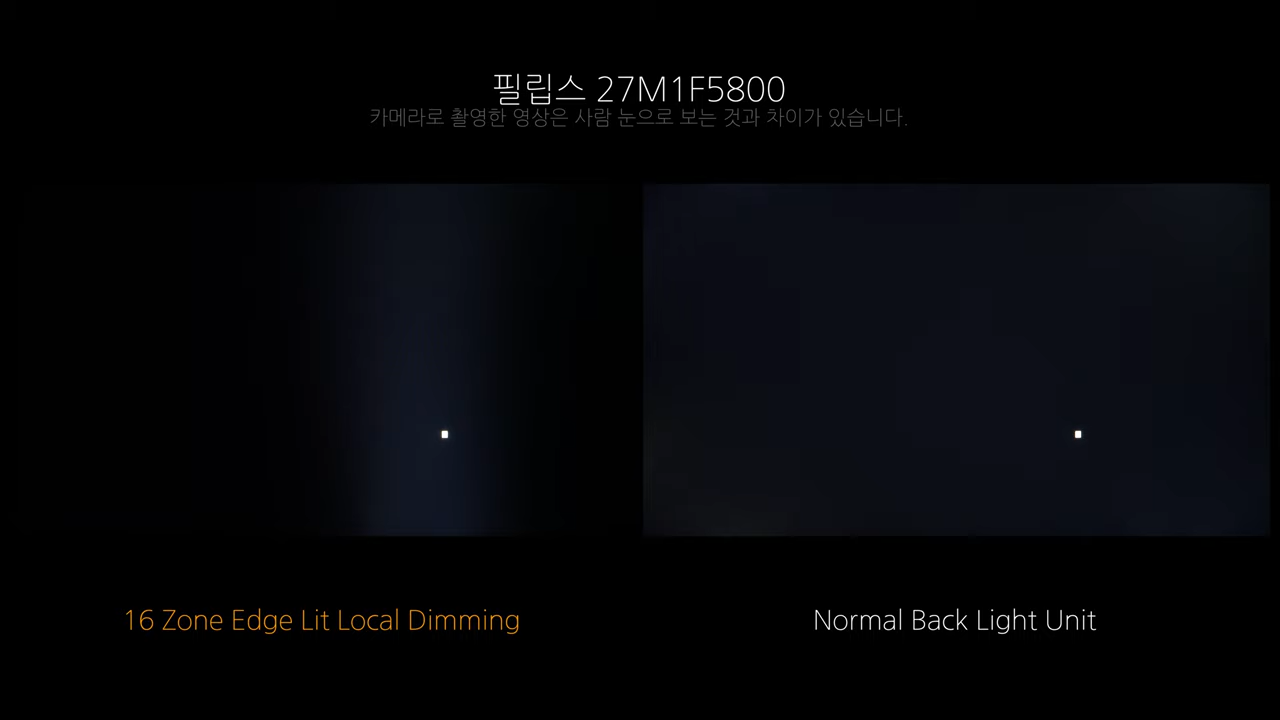 필립스 27M1F5800
카메라로 촬영한 영상은 사람 눈으로 보는 것과 차이가 있습니다.
16 Zone Edge Lit Local Dimming
Normal Back Light Unit